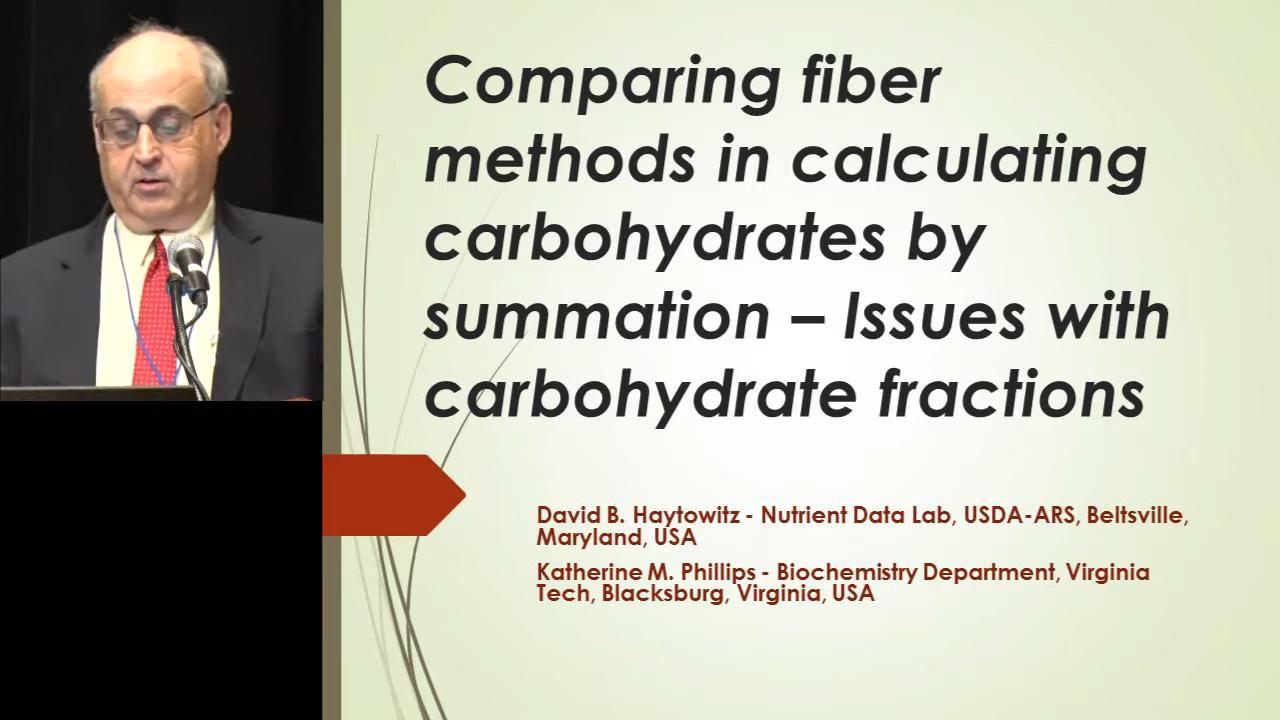 Comparing fiber
methods in calculating
carbohydrates by
summation – Issues with
carbohydrate fractions
David B. Haytowitz - Nutrient Data Lab, USDA-ARS, Beltsville,
Maryland, USA
Katherine M. Phillips - Biochemistry Department, Virginia
Tech, Blacksburg, Virginia, USA